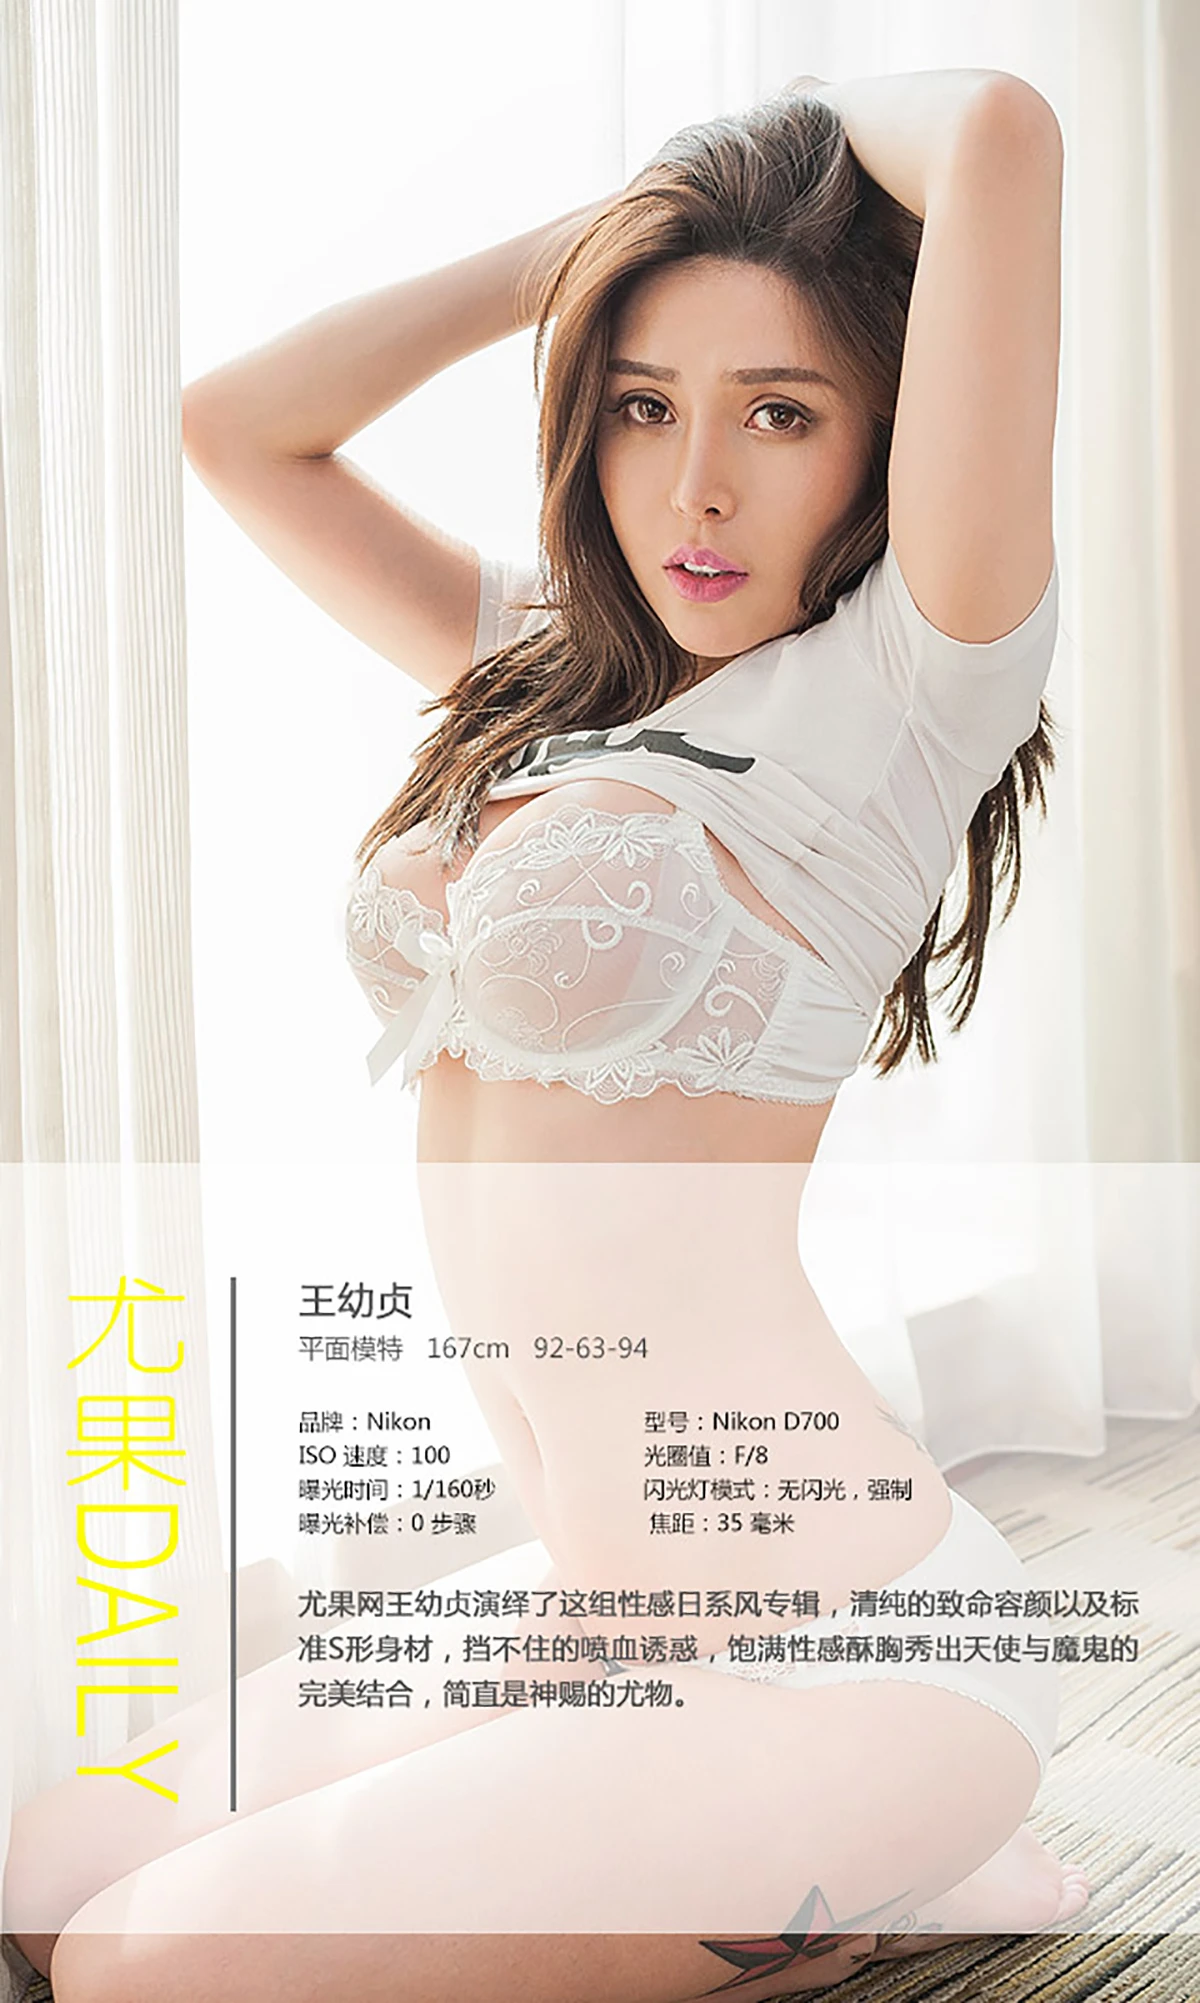 尤果DAILY
王幼贞
平面模特 167cm 92-63-94
品牌：Nikon 型号：Nikon D700
ISO 速度：100 光圈值：F/8
曝光时间：1/160秒 闪光灯模式：无闪光，强制
曝光补偿：0 步骤 焦距：35 毫米
尤果网王幼贞演绎了这组性感日系风专辑，清纯的致命容颜以及标
准S形身材，挡不住的喷血诱惑，饱满性感酥胸秀出天使与魔鬼的
完美结合，简直是神赐的尤物。